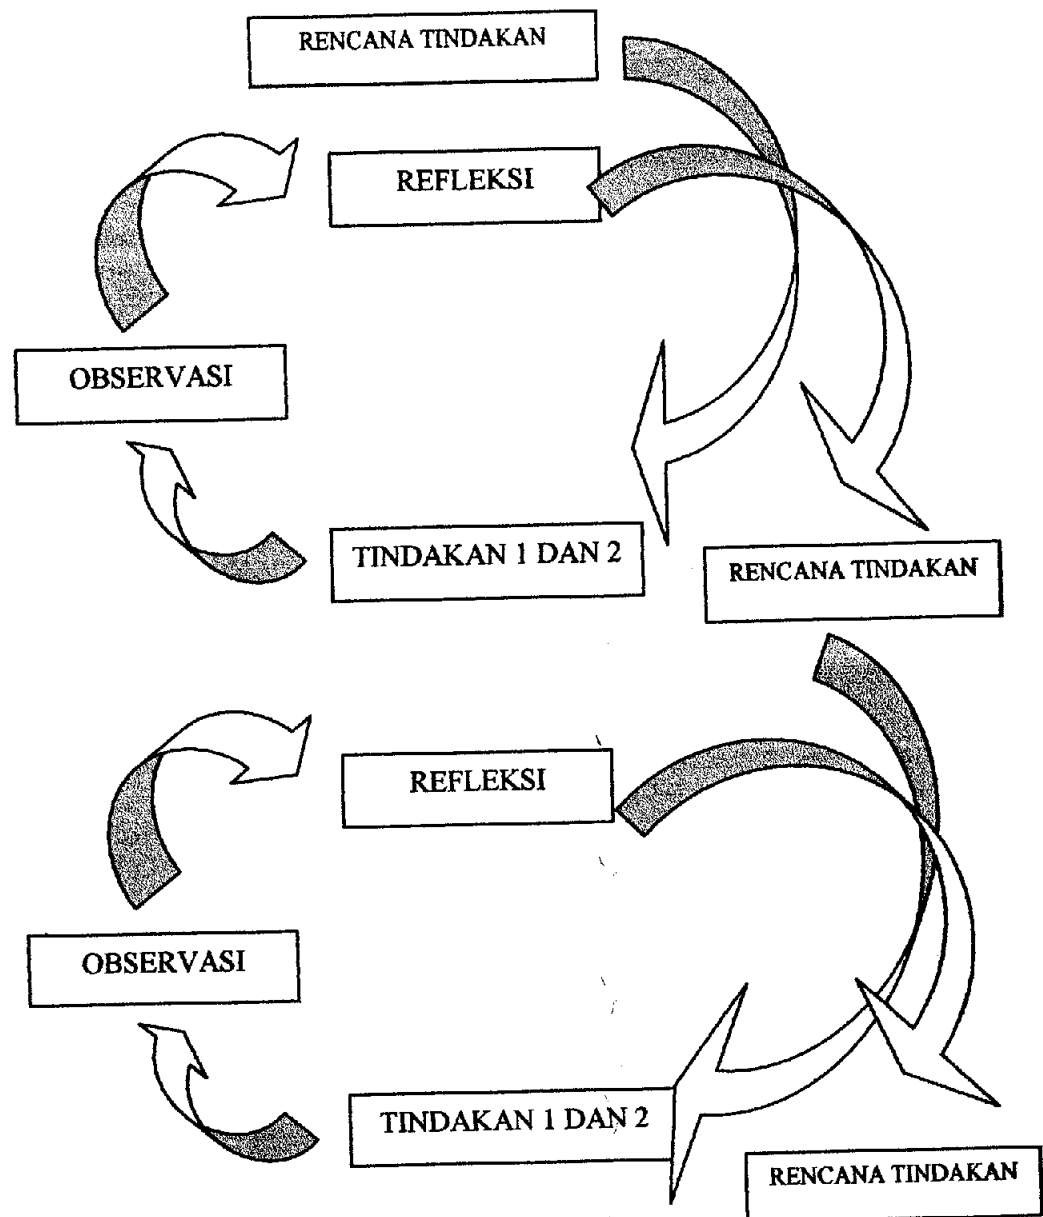 RENCANA TINDAKAN
REFLEKSI
OBSERVASI
TINDAKAN 1 DAN 2
RENCANA TINDAKAN
REFLEKSI
OBSERVASI
TINDAKAN 1 DAN 2
RENCANA TINDAKAN